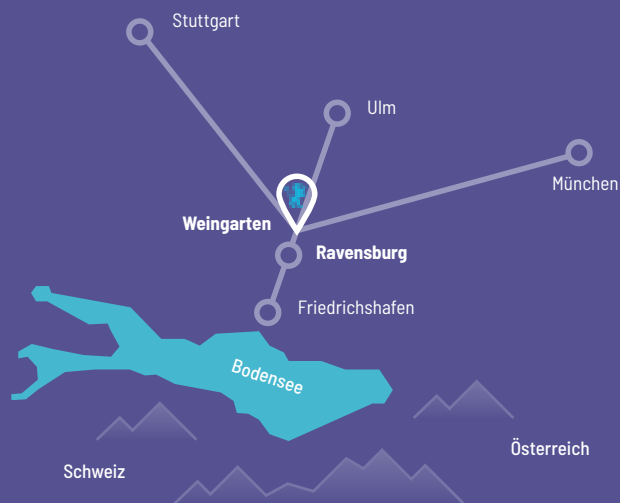 Stuttgart
Ulm
München
Weingarten
Ravensburg
Friedrichshafen
Bodensee
Österreich
Schweiz